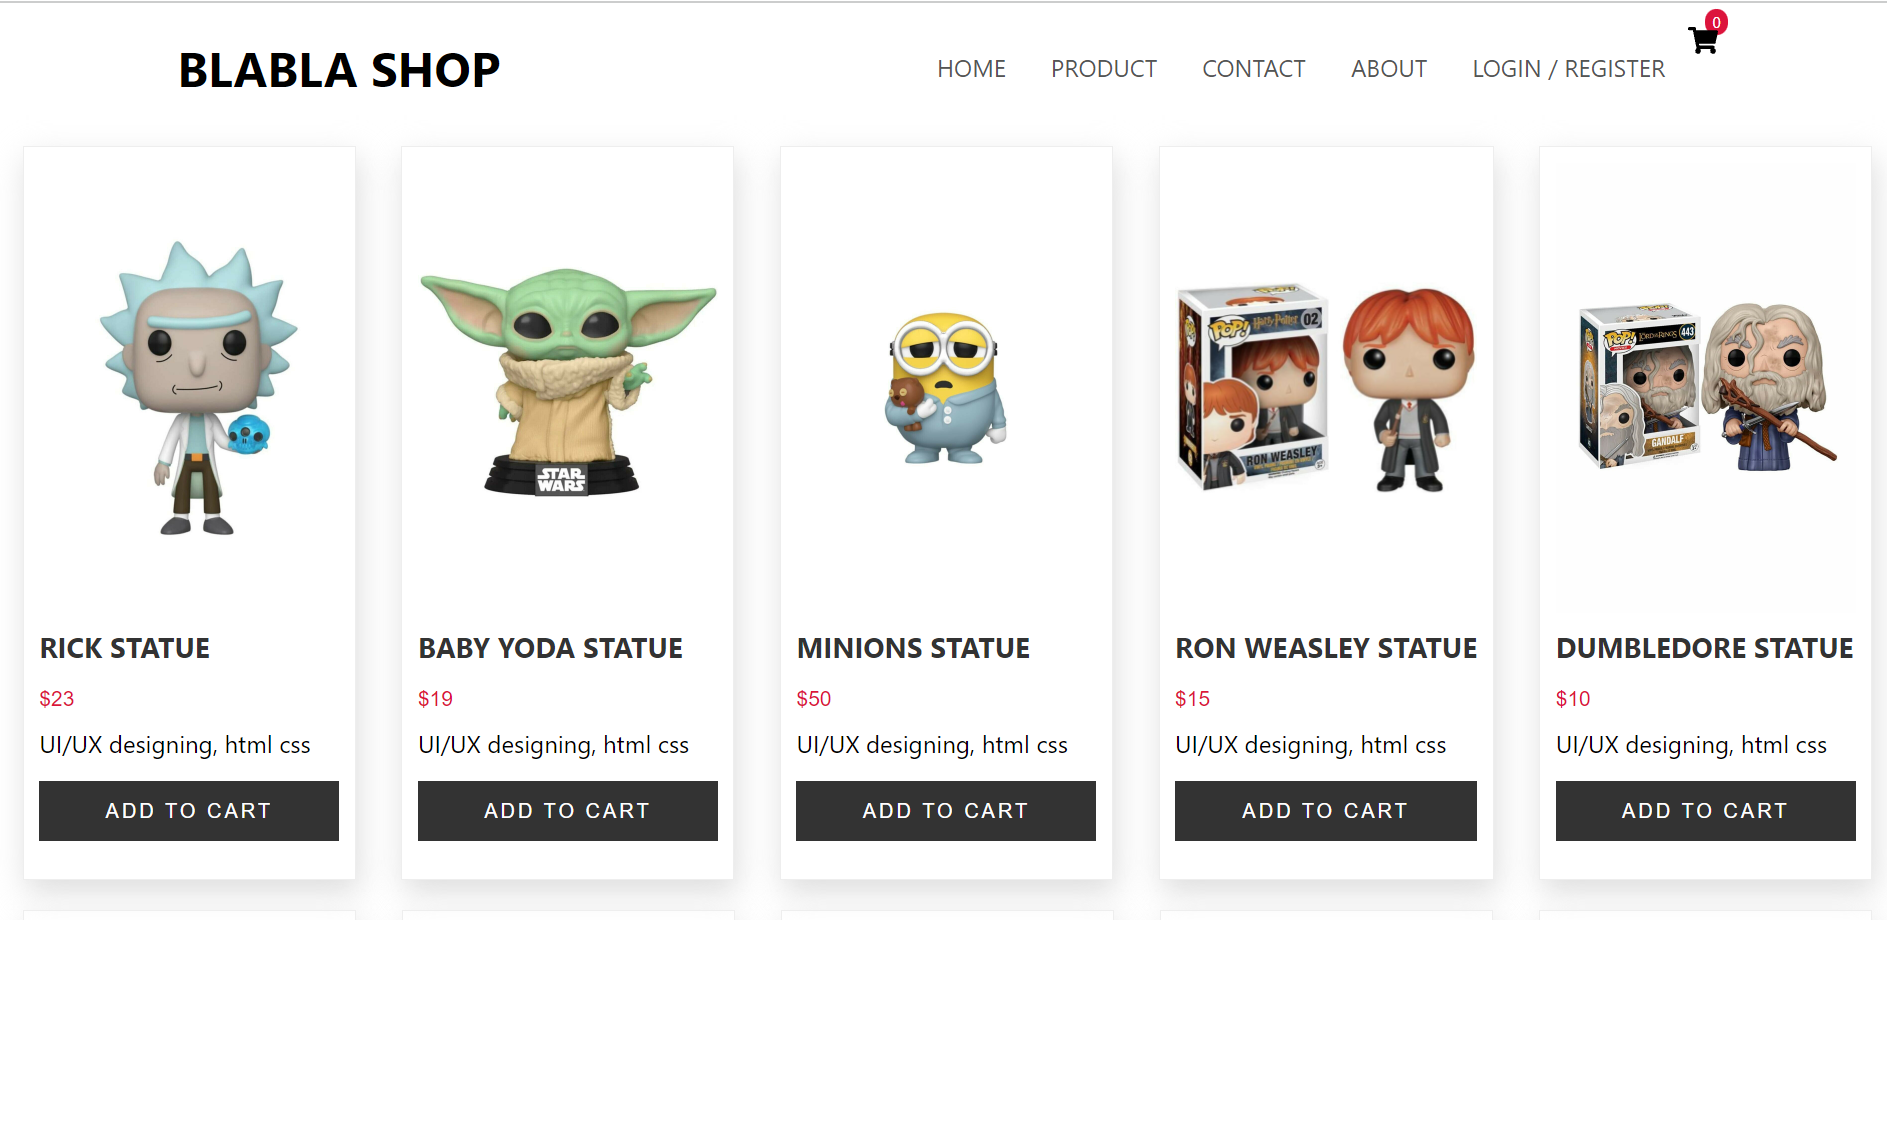 BLABLA SHOP
HOME PRODUCT CONTACT ABOUT LOGIN / REGISTER
0
STAR
WARS
POP!
Harry Potter
02
RON WEASLEY
POP!
LORD OF THE RINGS
443
GANDALF
RICK STATUE
$23
UI/UX designing, html css
ADD TO CART
BABY YODA STATUE
$19
UI/UX designing, html css
ADD TO CART
MINIONS STATUE
$50
UI/UX designing, html css
ADD TO CART
RON WEASLEY STATUE
$15
UI/UX designing, html css
ADD TO CART
DUMBLEDORE STATUE
$10
UI/UX designing, html css
ADD TO CART